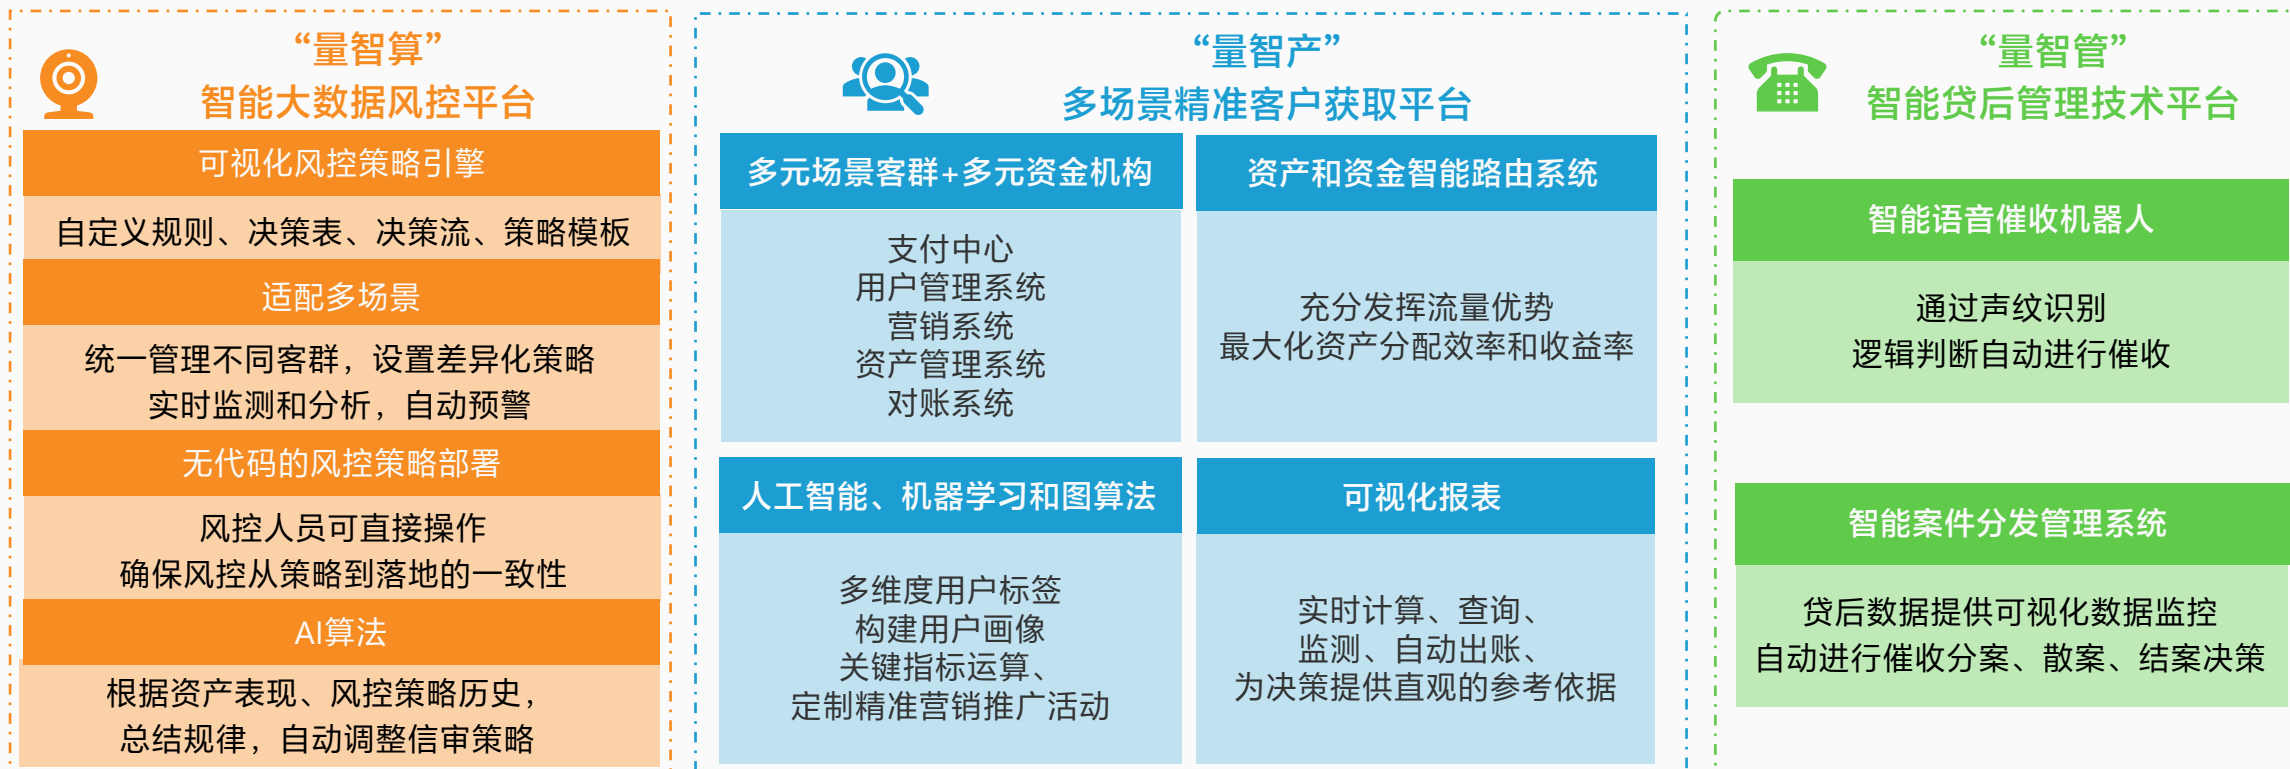 “量智算”
智能大数据风控平台
可视化风控策略引擎
自定义规则、决策表、决策流、策略模板
适配多场景
统一管理不同客群，设置差异化策略
实时监测和分析，自动预警
无代码的风控策略部署
风控人员可直接操作
确保风控从策略到落地的一致性
AI算法
根据资产表现、风控策略历史，
总结规律，自动调整信审策略
“量智产”
多场景精准客户获取平台
多元场景客群+多元资金机构
支付中心
用户管理系统
营销系统
资产管理系统
对账系统
资产和资金智能路由系统
充分发挥流量优势
最大化资产分配效率和收益率
人工智能、机器学习和图算法
多维度用户标签
构建用户画像
关键指标运算、
定制精准营销推广活动
可视化报表
实时计算、查询、
监测、自动出账、
为决策提供直观的参考依据
“量智管”
智能贷后管理技术平台
智能语音催收机器人
通过声纹识别
逻辑判断自动进行催收
智能案件分发管理系统
贷后数据提供可视化数据监控
自动进行催收分案、散案、结案决策